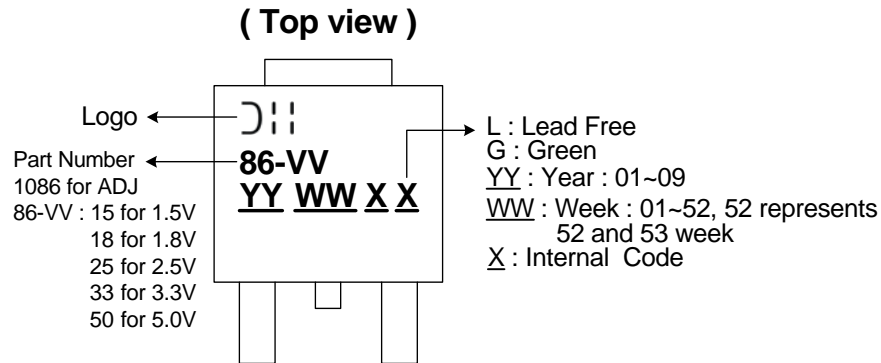 ( Top view )
Logo
Part Number
1086 for ADJ
86-VV : 15 for 1.5V
18 for 1.8V
25 for 2.5V
33 for 3.3V
50 for 5.0V
86-VV
YY WW X X
L : Lead Free
G : Green
YY : Year : 01~09
WW : Week : 01~52, 52 represents
52 and 53 week
X : Internal Code